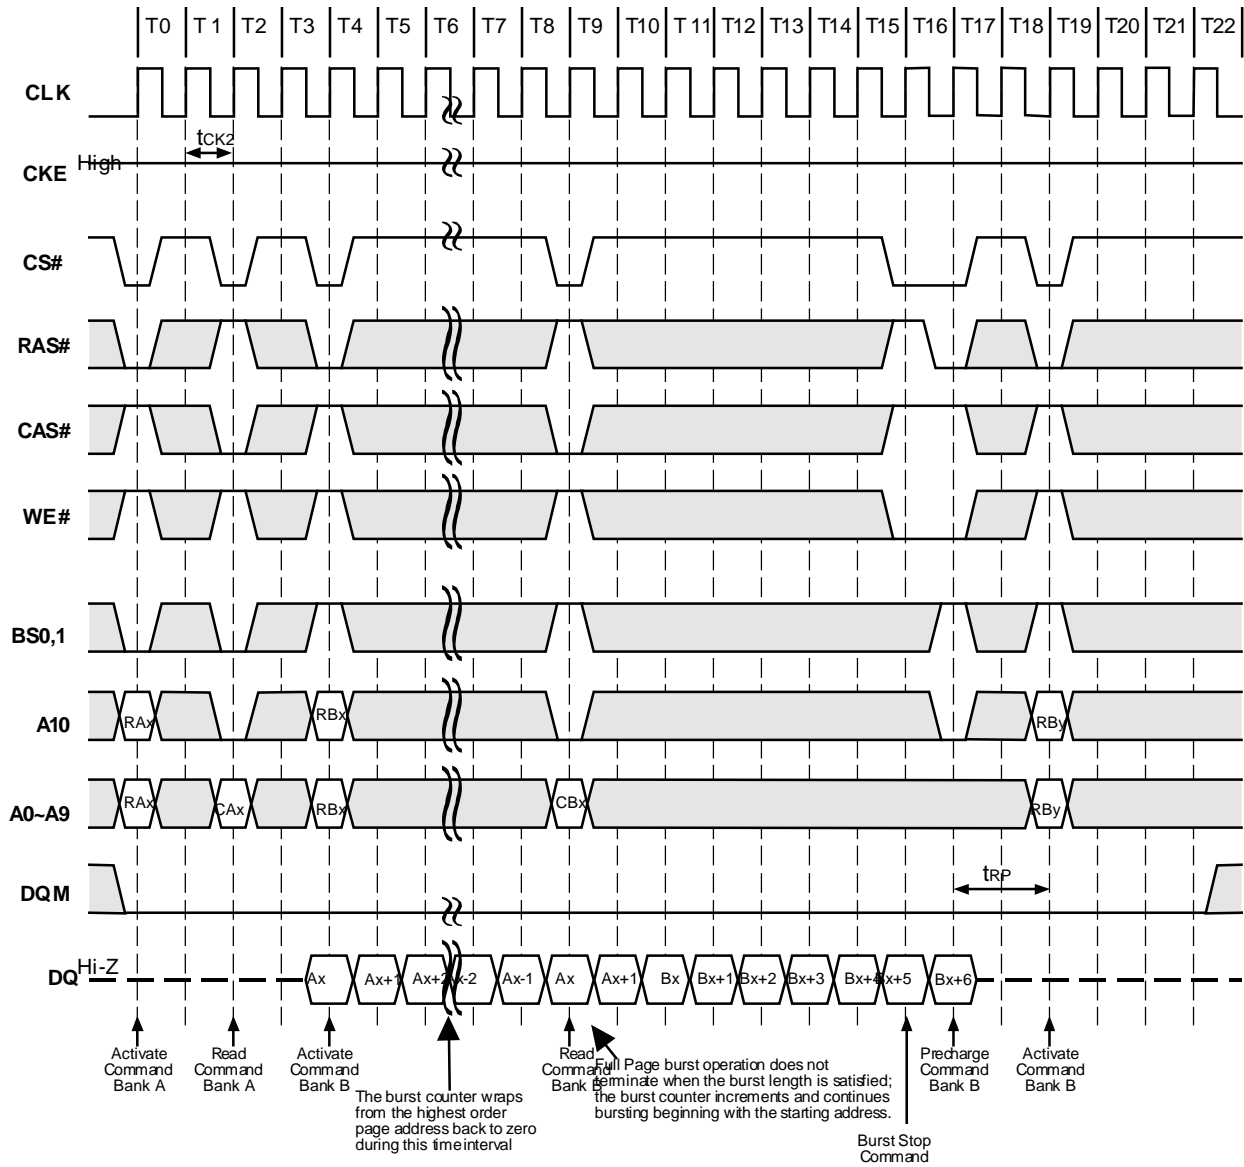 T0 T1 T2 T3 T4 T5 T6 T7 T8 T9 T10 T11 T12 T13 T14 T15 T16 T17 T18 T19 T20 T21 T22
CLK
tCK2
CKE High
CS#
RAS#
CAS#
WE#
BS0,1
A10 RAx RBx RBy
A0~A9 RAx CAx RBx CBx RBy
DQM tRP
DQ Hi-Z Ax Ax+1 Ax+2 Ax-2 Ax-1 Ax Ax+1 Bx Bx+1 Bx+2 Bx+3 Bx+4 Bx+5 Bx+6
Activate
Command
Bank A
Read
Command
Bank A
Activate
Command
Bank B
The burst counter wraps
from the highest order
page address back to zero
during this time interval
Read
Command
Bank B
Full Page burst operation does not
terminate when the burst length is satisfied;
the burst counter increments and continues
bursting beginning with the starting address.
Burst Stop
Command
Precharge
Command
Bank B
Activate
Command
Bank B